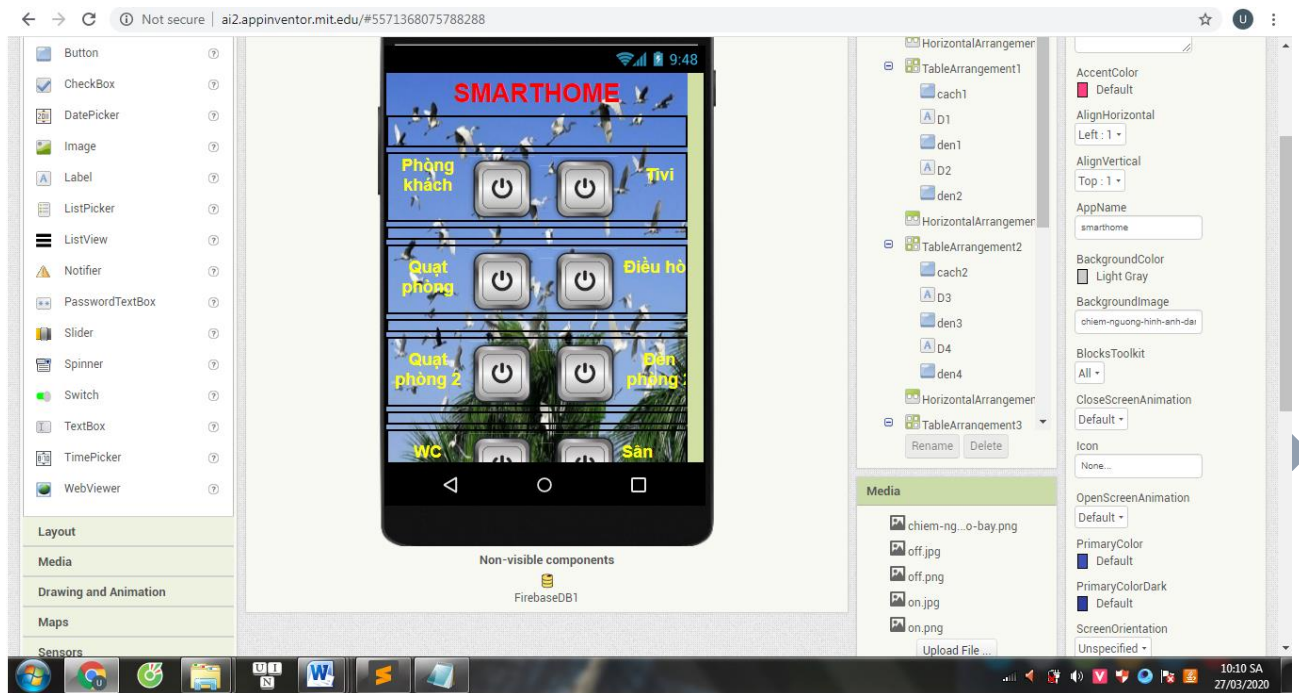 Not secure
ai2.appinventor.mit.edu/#5571368075788288
U
Button
CheckBox
DatePicker
Image
Label
ListPicker
ListView
Notifier
PasswordTextBox
Slider
Spinner
Switch
TextBox
TimePicker
WebViewer
Layout
Media
Drawing and Animation
Maps
Sensors
9:48
SMARTHOME
Phòng
khách
Tivi
Quạt
phòng
Điều hò
Quạt
phòng 2
Đèn
phòng
WC
Sân
Non-visible components
FirebaseDB1
HorizontalArrangemer
TableArrangement1
cach1
D1
den1
D2
den2
HorizontalArrangemer
TableArrangement2
cach2
D3
den3
D4
den4
HorizontalArrangemer
TableArrangement3
Rename
Delete
Media
chiem-ng...o-bay.png
off.jpg
off.png
on.jpg
on.png
Upload File ...
AccentColor
Default
AlignHorizontal
Left : 1
AlignVertical
Top : 1
AppName
smarthome
BackgroundColor
Light Gray
BackgroundImage
chiem-nguong-hinh-anh-dar
BlocksToolkit
All
CloseScreenAnimation
Default
Icon
None...
OpenScreenAnimation
Default
PrimaryColor
Default
PrimaryColorDark
Default
ScreenOrientation
Unspecified
U I
N
W
10:10 SA
27/03/2020